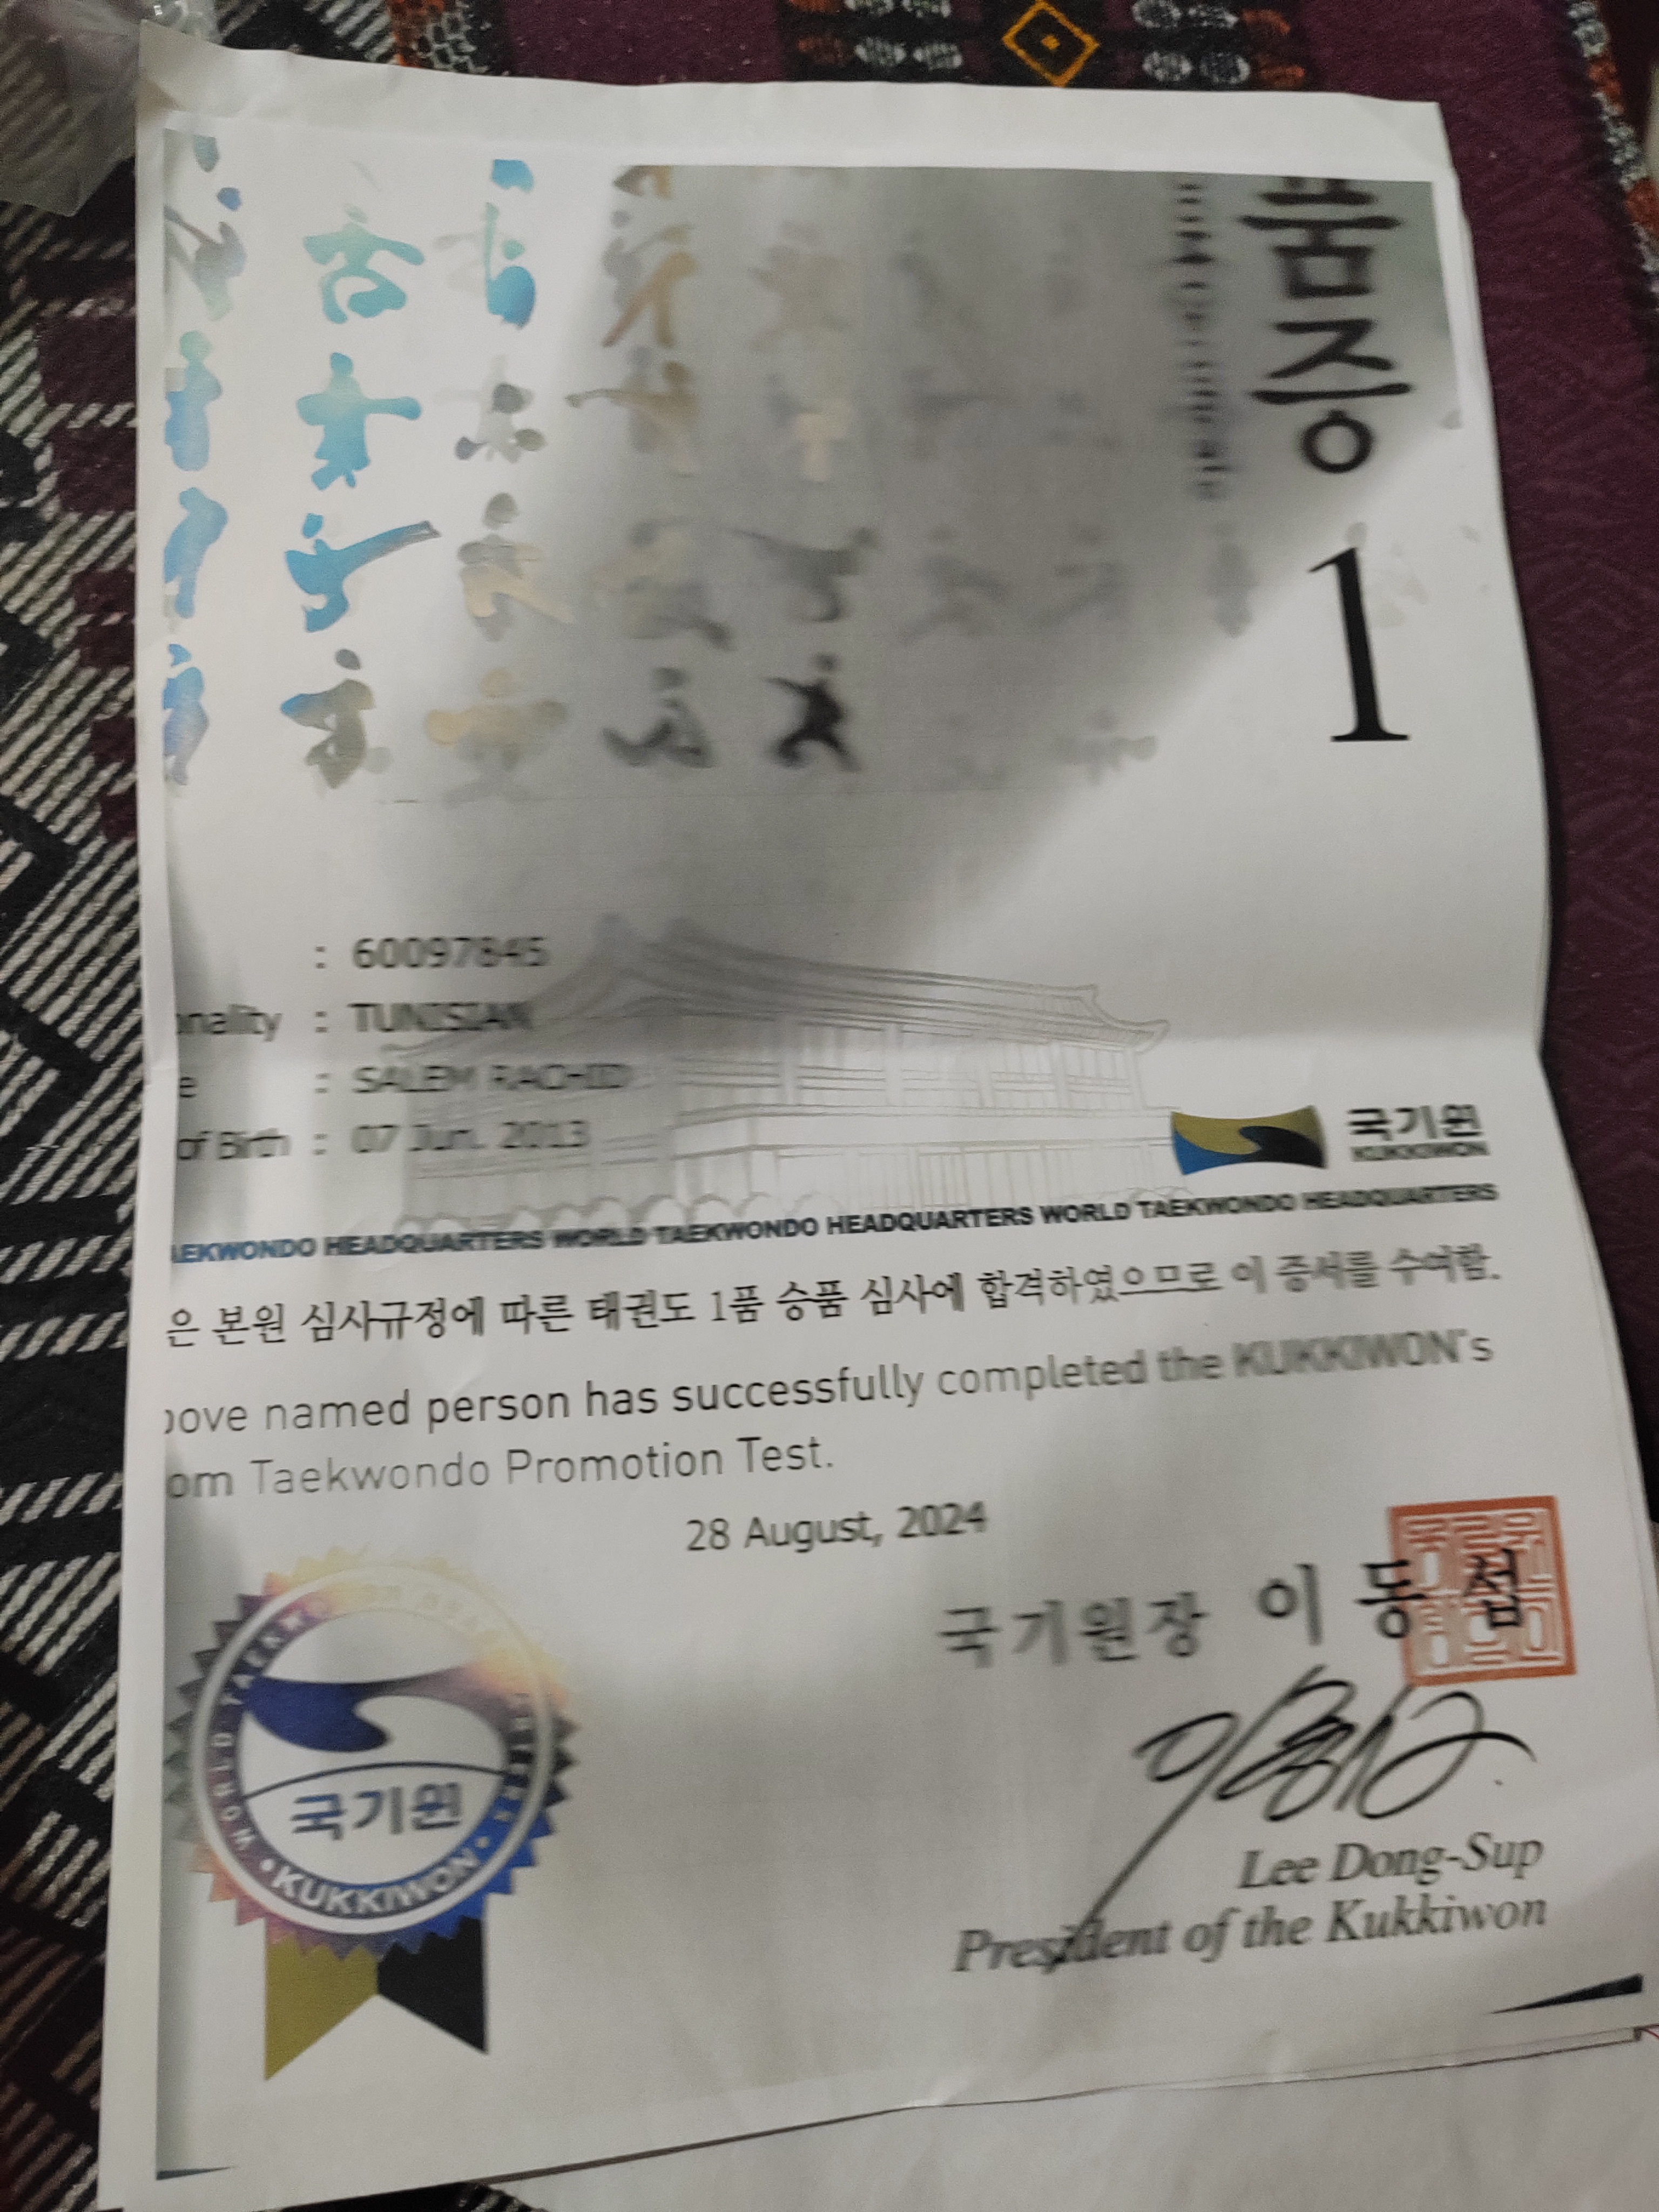 품증
1
: 60097845
onality : TUNISIAN
e : SALEM RACHID
of Birth : 07 Jun. 2013
국기원
KUKKIWON
AEKWONDO HEADQUARTERS WORLD TAEKWONDO HEADQUARTERS WORLD TAEKWONDO HEADQUARTERS
은 본원 심사규정에 따른 태권도 1품 승품 심사에 합격하였으므로 이 증서를 수여함.
bove named person has successfully completed the KUKKIWON's
om Taekwondo Promotion Test.
28 August, 2024
국기원장 이동섭
Lee Dong-Sup
President of the Kukkiwon
WORLD TAEKWONDO HEADQUARTERS
국기원
• KUKKIWON •